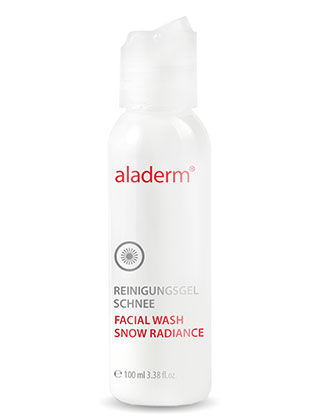 aladerm®
REINIGUNGSGEL
SCHNEE
FACIAL WASH
SNOW RADIANCE
℮ 100 ml 3.38 fl.oz.